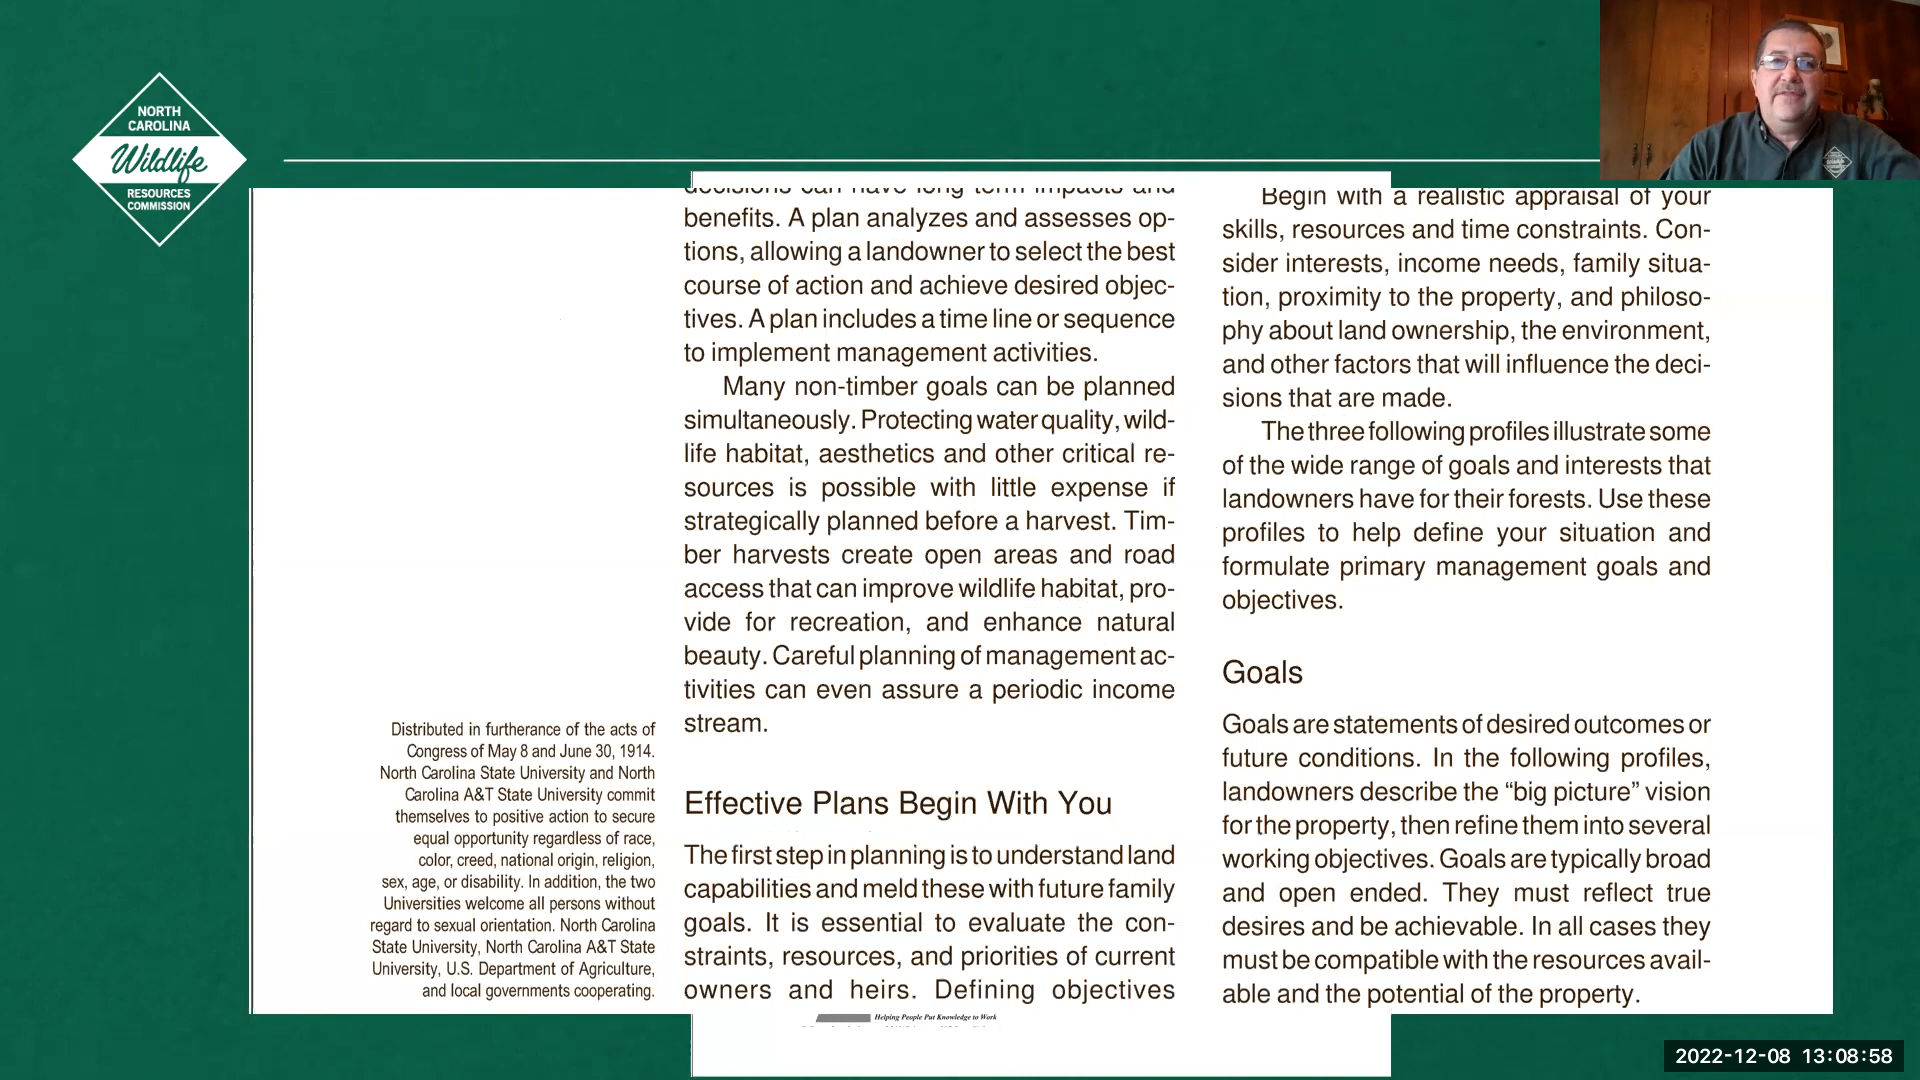 NORTH
CAROLINA
Wildlife
RESOURCES
COMMISSION
decisions can have long term impacts and
benefits. A plan analyzes and assesses op-
tions, allowing a landowner to select the best
course of action and achieve desired objec-
tives. A plan includes a time line or sequence
to implement management activities.
Many non-timber goals can be planned
simultaneously. Protecting water quality, wild-
life habitat, aesthetics and other critical re-
sources is possible with little expense if
strategically planned before a harvest. Tim-
ber harvests create open areas and road
access that can improve wildlife habitat, pro-
vide for recreation, and enhance natural
beauty. Careful planning of management ac-
tivities can even assure a periodic income
stream.
Effective Plans Begin With You
The first step in planning is to understand land
capabilities and meld these with future family
goals. It is essential to evaluate the con-
straints, resources, and priorities of current
owners and heirs. Defining objectives
Begin with a realistic appraisal of your
skills, resources and time constraints. Con-
sider interests, income needs, family situa-
tion, proximity to the property, and philoso-
phy about land ownership, the environment,
and other factors that will influence the deci-
sions that are made.
The three following profiles illustrate some
of the wide range of goals and interests that
landowners have for their forests. Use these
profiles to help define your situation and
formulate primary management goals and
objectives.
Goals
Goals are statements of desired outcomes or
future conditions. In the following profiles,
landowners describe the “big picture” vision
for the property, then refine them into several
working objectives. Goals are typically broad
and open ended. They must reflect true
desires and be achievable. In all cases they
must be compatible with the resources avail-
able and the potential of the property.
Distributed in furtherance of the acts of
Congress of May 8 and June 30, 1914.
North Carolina State University and North
Carolina A&T State University commit
themselves to positive action to secure
equal opportunity regardless of race,
color, creed, national origin, religion,
sex, age, or disability. In addition, the two
Universities welcome all persons without
regard to sexual orientation. North Carolina
State University, North Carolina A&T State
University, U.S. Department of Agriculture,
and local governments cooperating.
Helping People Put Knowledge to Work
2022-12-08 13:08:58